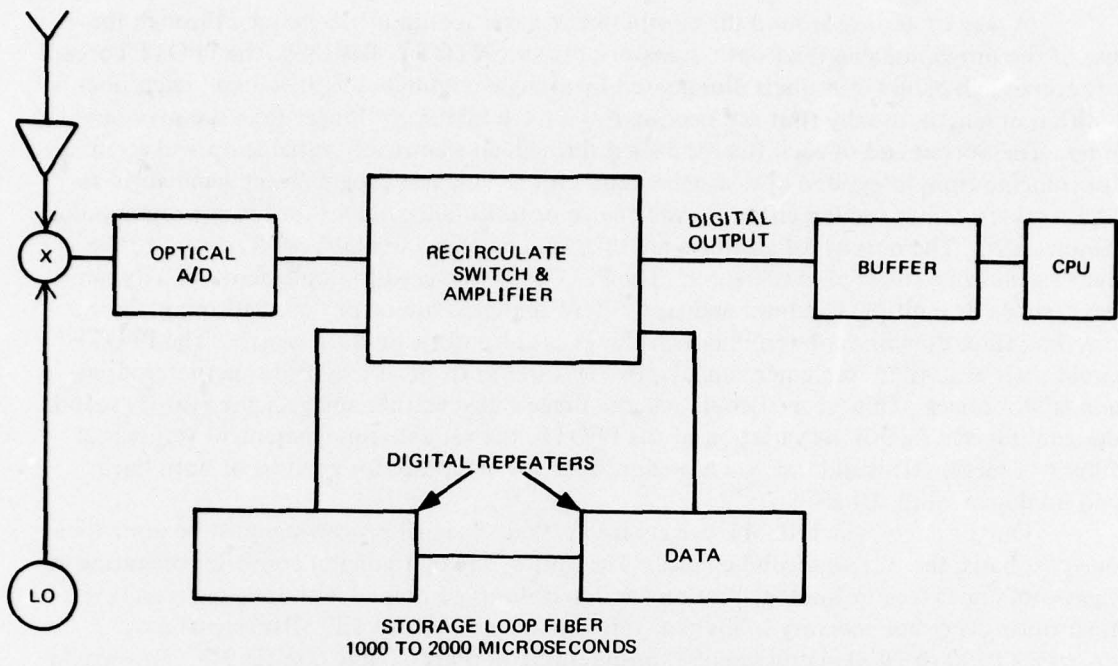 X
OPTICAL
A/D
RECIRCULATE
SWITCH &
AMPLIFIER
DIGITAL
OUTPUT
BUFFER
CPU
DIGITAL REPEATERS
DATA
LO
STORAGE LOOP FIBER
1000 TO 2000 MICROSECONDS